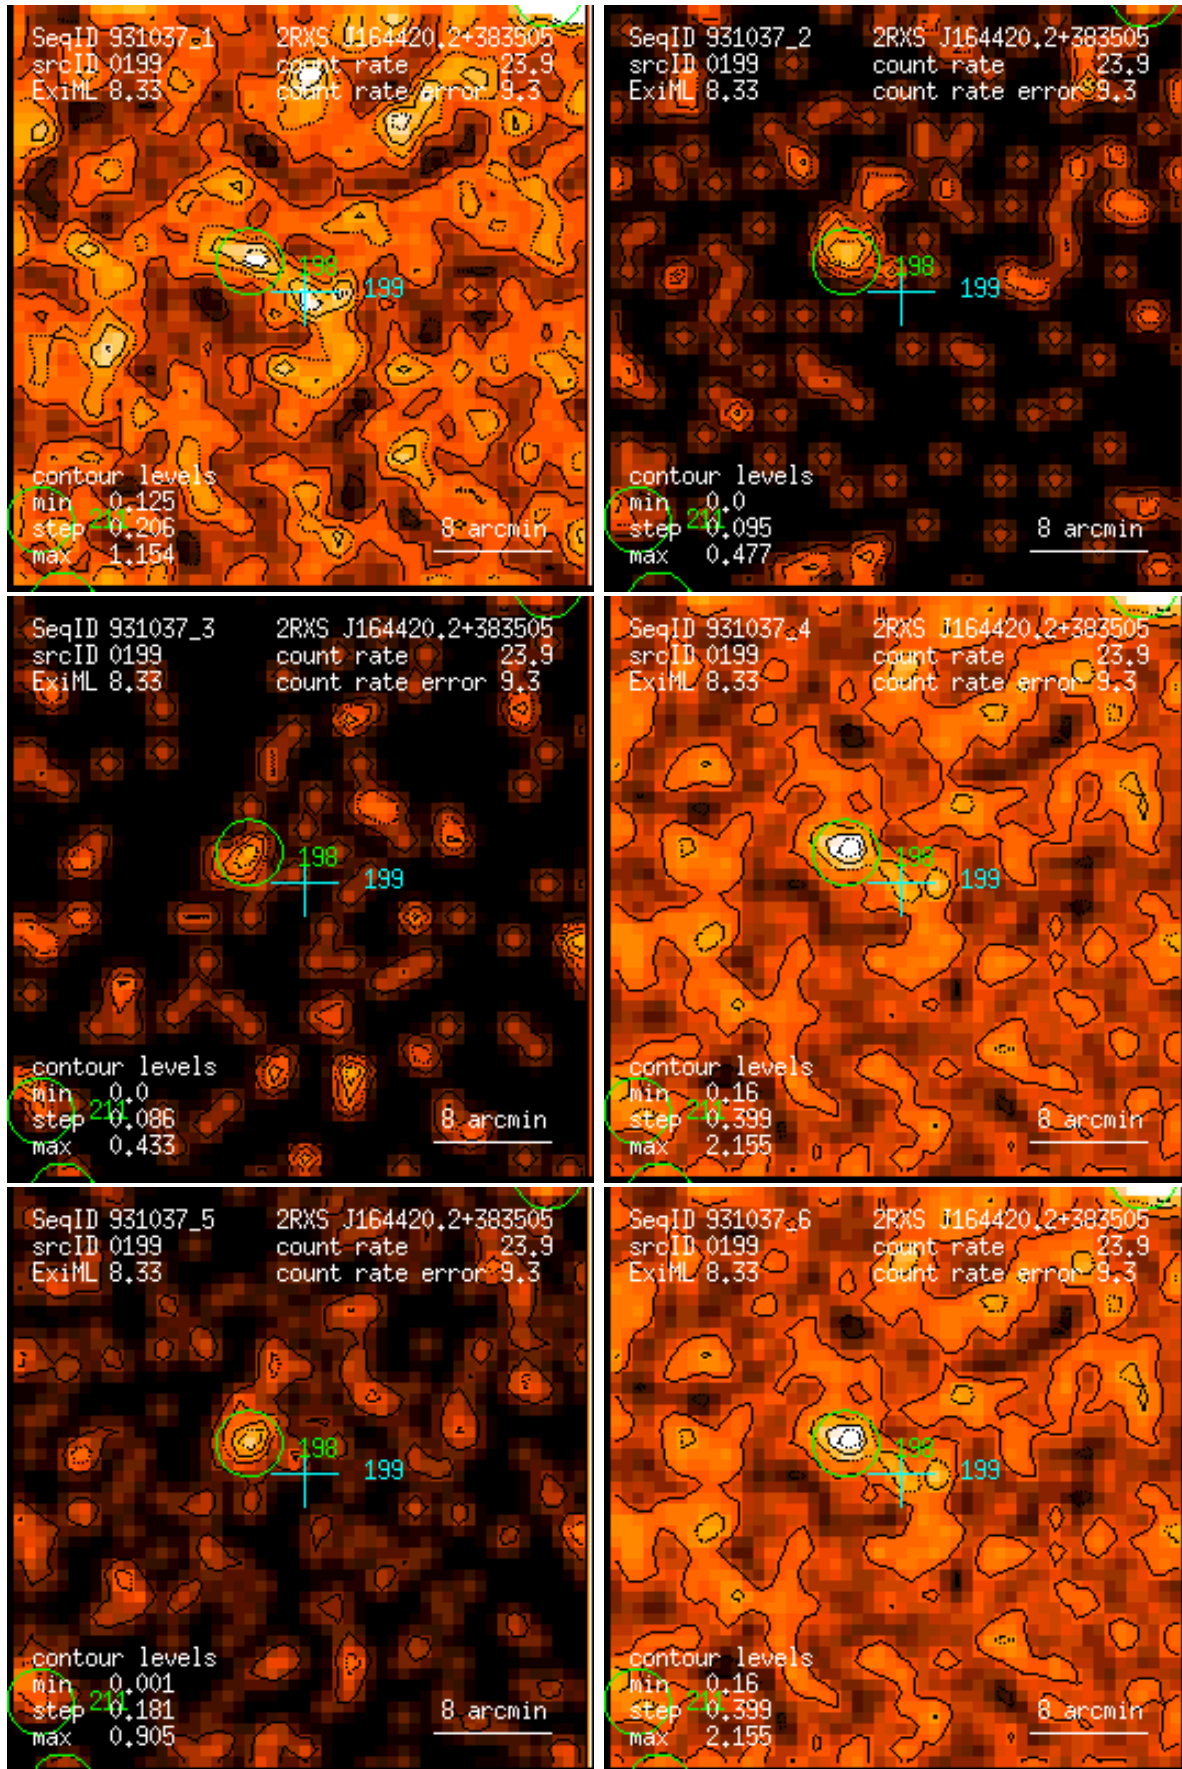 SeqID 931037_1 2RXS J164420.2+383505
srcID 0199 count rate 23.9
ExiML 8.33 count rate error 9.3
198
199
contour levels
min 0.125
step 0.206
211
max 1.154
8 arcmin
SeqID 931037_2 2RXS J164420.2+383505
srcID 0199 count rate 23.9
ExiML 8.33 count rate error 9.3
198
199
contour levels
min 0.0
step 0.095
211
max 0.477
8 arcmin
SeqID 931037_3 2RXS J164420.2+383505
srcID 0199 count rate 23.9
ExiML 8.33 count rate error 9.3
198
199
contour levels
min 0.0
step 0.086
211
max 0.433
8 arcmin
SeqID 931037_4 2RXS J164420.2+383505
srcID 0199 count rate 23.9
ExiML 8.33 count rate error 9.3
198
199
contour levels
min 0.16
step 0.399
211
max 2.155
8 arcmin
SeqID 931037_5 2RXS J164420.2+383505
srcID 0199 count rate 23.9
ExiML 8.33 count rate error 9.3
198
199
contour levels
min 0.001
step 0.181
211
max 0.905
8 arcmin
SeqID 931037_6 2RXS J164420.2+383505
srcID 0199 count rate 23.9
ExiML 8.33 count rate error 9.3
198
199
contour levels
min 0.16
step 0.399
211
max 2.155
8 arcmin